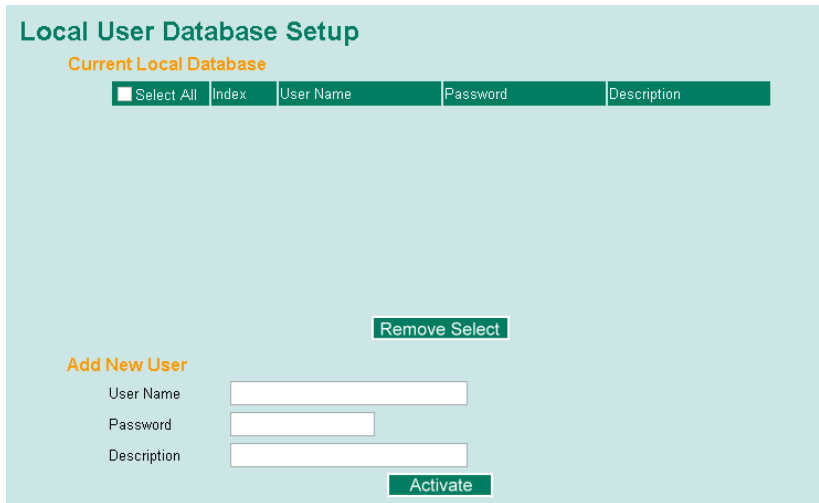 Local User Database Setup
Current Local Database
Select All Index User Name Password Description
Remove Select
Add New User
User Name
Password
Description
Activate